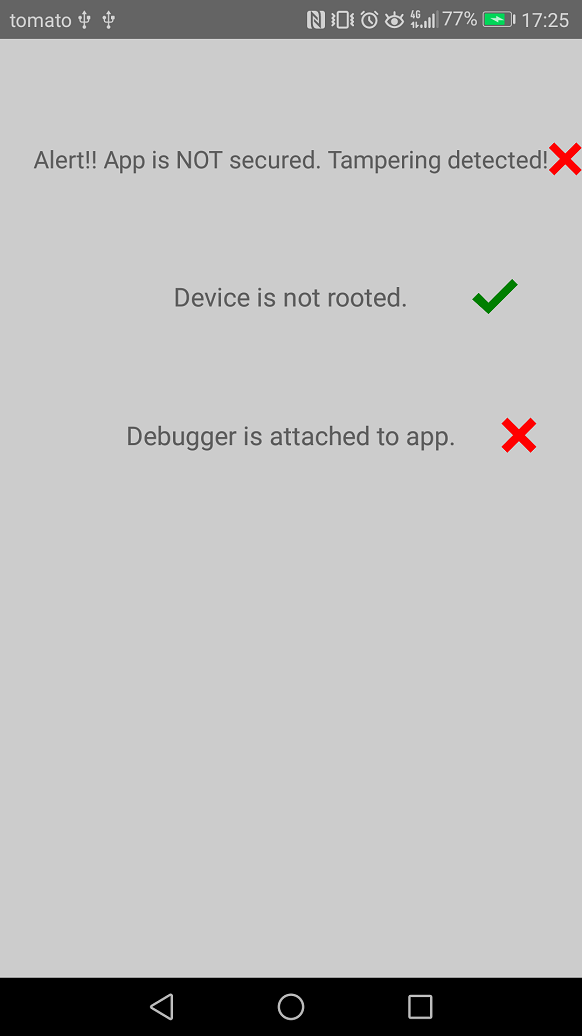 tomato 4G 77% 17:25
Alert!! App is NOT secured. Tampering detected!
Device is not rooted.
Debugger is attached to app.